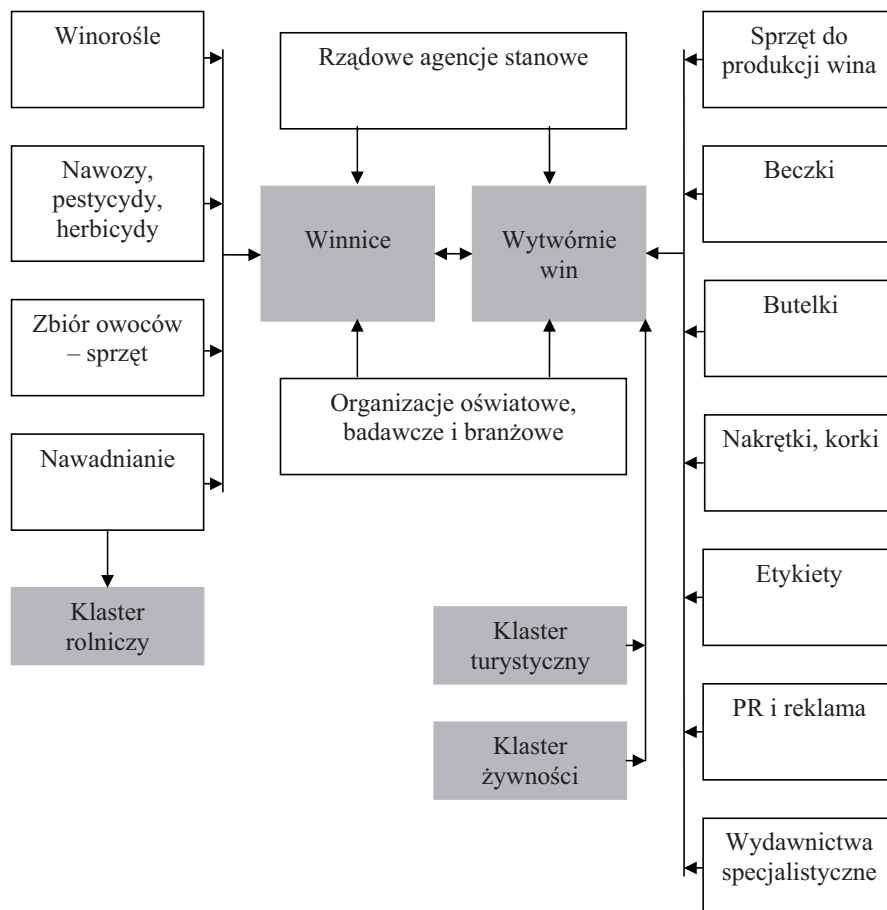 Winorośle
Nawozy,
pestycydy,
herbicydy
Zbiór owoców
– sprzęt
Nawadnianie
Klaster
rolniczy
Rządowe agencje stanowe
Winnice
Wytwórnie
win
Organizacje oświatowe,
badawcze i branżowe
Klaster
turystyczny
Klaster
żywności
Sprzęt do
produkcji wina
Beczki
Butelki
Nakrętki, korki
Etykiety
PR i reklama
Wydawnictwa
specjalistyczne